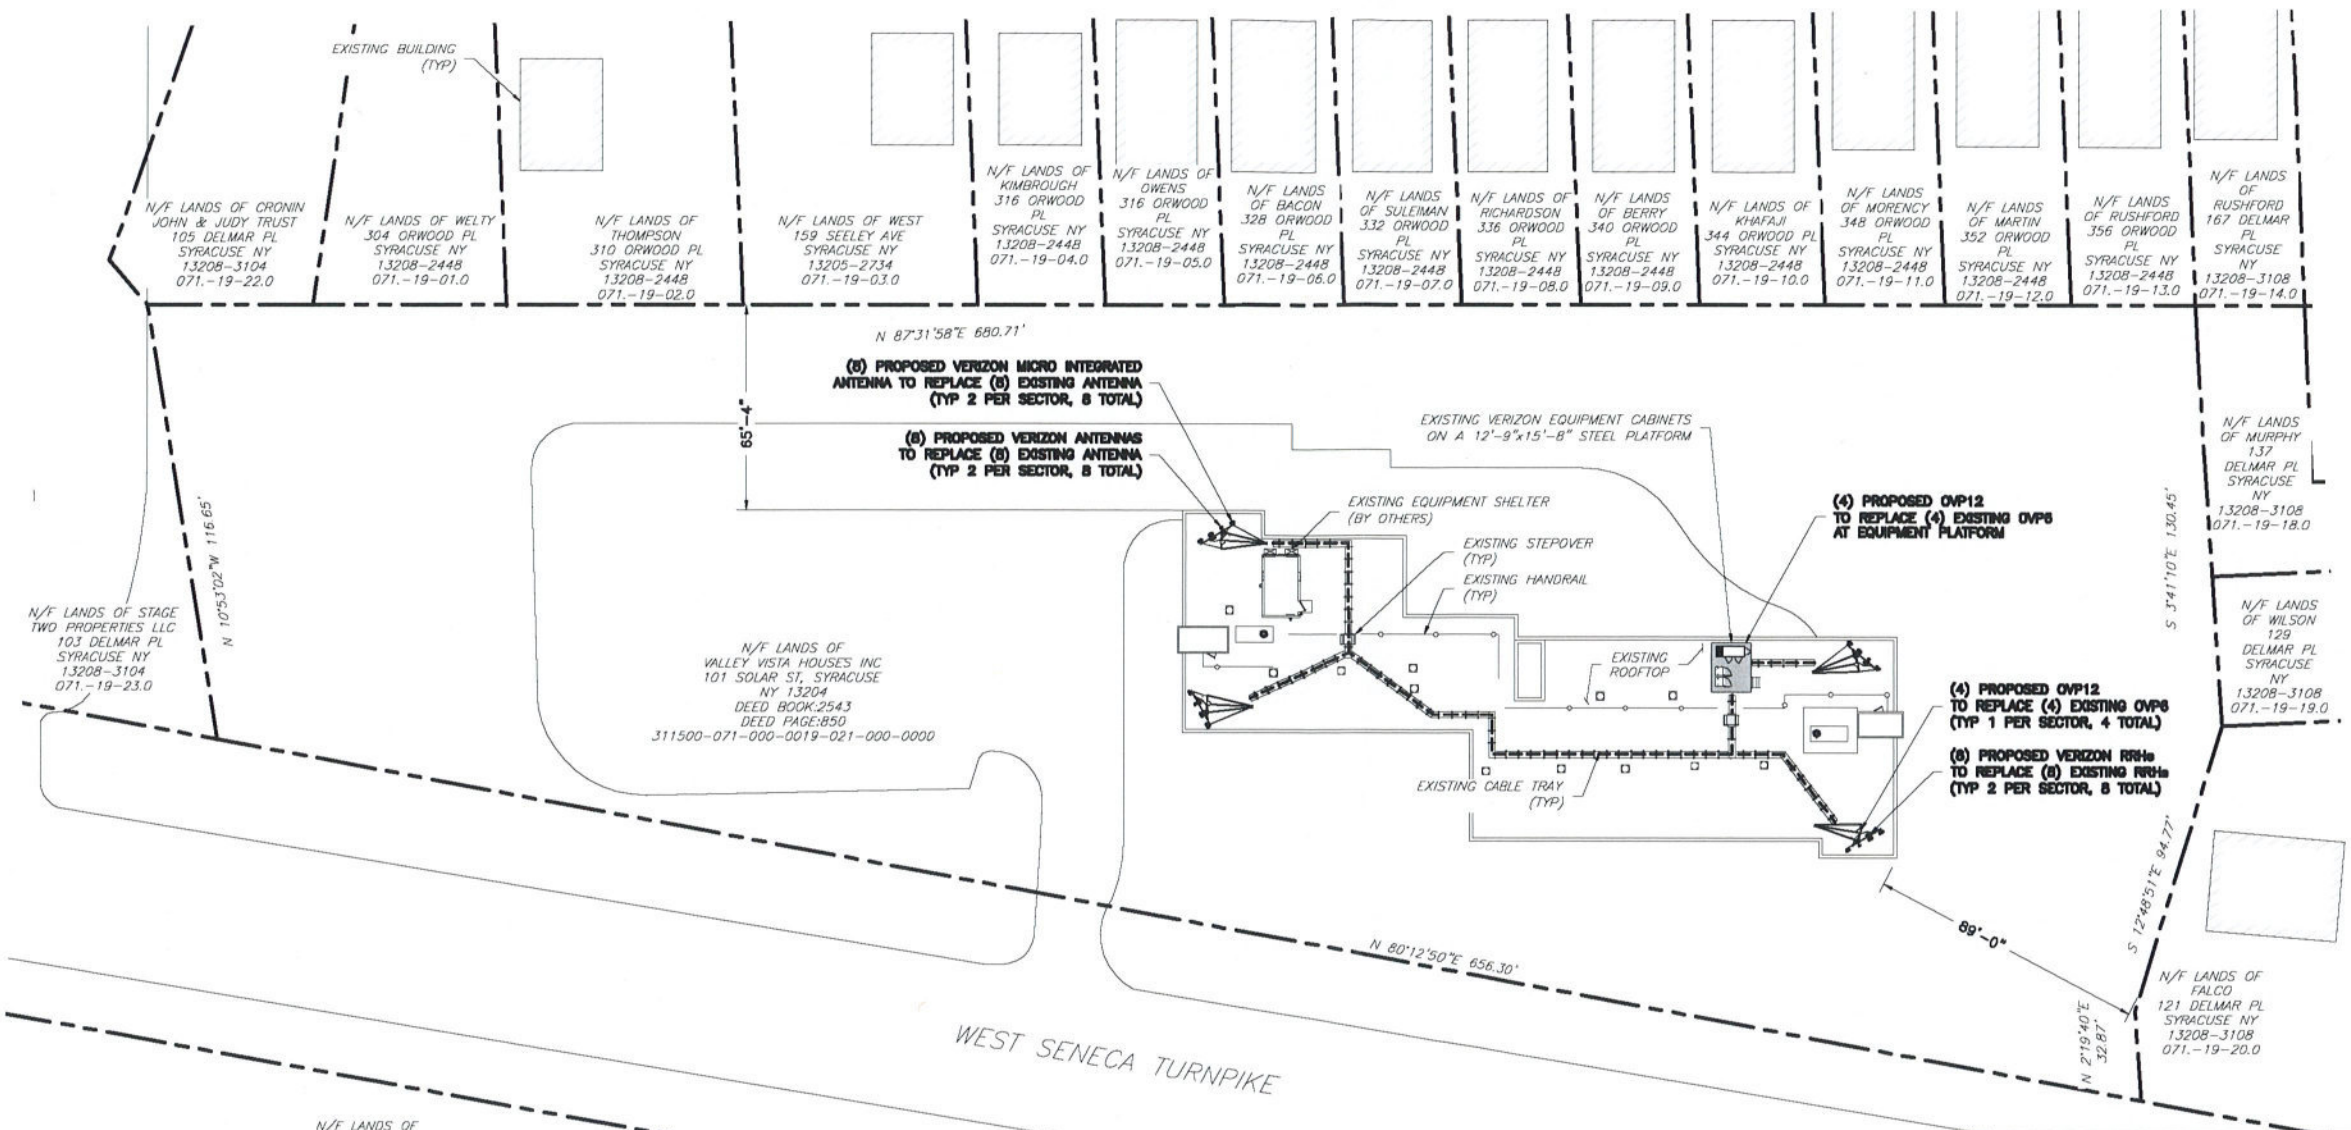 EXISTING BUILDING
(TYP)
N/F LANDS OF CRONIN
JOHN & JUDY TRUST
105 DELMAR PL
SYRACUSE NY
13208-3104
071.-19-22.0
N/F LANDS OF WELTY
304 ORWOOD PL
SYRACUSE NY
13208-2448
071.-19-01.0
N/F LANDS OF
THOMPSON
310 ORWOOD PL
SYRACUSE NY
13208-2448
071.-19-02.0
N/F LANDS OF WEST
159 SEELEY AVE
SYRACUSE NY
13205-2734
071.-19-03.0
N/F LANDS OF
KIMBROUGH
316 ORWOOD
PL
SYRACUSE NY
13208-2448
071.-19-04.0
N/F LANDS OF
OWENS
316 ORWOOD
PL
SYRACUSE NY
13208-2448
071.-19-05.0
N/F LANDS
OF BACON
328 ORWOOD
PL
SYRACUSE NY
13208-2448
071.-19-06.0
N/F LANDS
OF SULEIMAN
332 ORWOOD
PL
SYRACUSE NY
13208-2448
071.-19-07.0
N/F LANDS OF
RICHARDSON
336 ORWOOD
PL
SYRACUSE NY
13208-2448
071.-19-08.0
N/F LANDS
OF BERRY
340 ORWOOD
PL
SYRACUSE NY
13208-2448
071.-19-09.0
N/F LANDS OF
KHAFAJI
344 ORWOOD PL
SYRACUSE NY
13208-2448
071.-19-10.0
N/F LANDS
OF MORENCY
348 ORWOOD
PL
SYRACUSE NY
13208-2448
071.-19-11.0
N/F LANDS
OF MARTIN
352 ORWOOD
PL
SYRACUSE NY
13208-2448
071.-19-12.0
N/F LANDS
OF RUSHFORD
356 ORWOOD
PL
SYRACUSE NY
13208-2448
071.-19-13.0
N/F LANDS
OF
RUSHFORD
167 DELMAR
PL
SYRACUSE
NY
13208-3108
071.-19-14.0
N 87°31'58"E 680.71'
65'-4"
(8) PROPOSED VERIZON MICRO INTEGRATED
ANTENNA TO REPLACE (8) EXISTING ANTENNA
(TYP 2 PER SECTOR, 8 TOTAL)
(8) PROPOSED VERIZON ANTENNAS
TO REPLACE (8) EXISTING ANTENNA
(TYP 2 PER SECTOR, 8 TOTAL)
EXISTING VERIZON EQUIPMENT CABINETS
ON A 12'-9"x15'-8" STEEL PLATFORM
EXISTING EQUIPMENT SHELTER
(BY OTHERS)
EXISTING STEPOVER
(TYP)
EXISTING HANDRAIL
(TYP)
(4) PROPOSED OVP12
TO REPLACE (4) EXISTING OVP6
AT EQUIPMENT PLATFORM
EXISTING
ROOFTOP
(4) PROPOSED OVP12
TO REPLACE (4) EXISTING OVP6
(TYP 1 PER SECTOR, 4 TOTAL)
(8) PROPOSED VERIZON RRHs
TO REPLACE (8) EXISTING RRHs
(TYP 2 PER SECTOR, 8 TOTAL)
EXISTING CABLE TRAY
(TYP)
N/F LANDS
OF MURPHY
137
DELMAR PL
SYRACUSE
NY
13208-3108
071.-19-18.0
S 3°41'10"E 130.45'
N/F LANDS
OF WILSON
129
DELMAR PL
SYRACUSE
NY
13208-3108
071.-19-19.0
N 10°53'02"W 116.65'
N/F LANDS OF STAGE
TWO PROPERTIES LLC
103 DELMAR PL
SYRACUSE NY
13208-3104
071.-19-23.0
N/F LANDS OF
VALLEY VISTA HOUSES INC
101 SOLAR ST, SYRACUSE
NY 13204
DEED BOOK:2543
DEED PAGE:850
311500-071-000-0019-021-000-0000
S 12°48'51"E 94.77'
89'-0"
N 80°12'50"E 656.30'
N/F LANDS OF
FALCO
121 DELMAR PL
SYRACUSE NY
13208-3108
071.-19-20.0
N 2°19'40"E
32.87'
WEST SENECA TURNPIKE
N/F LANDS OF